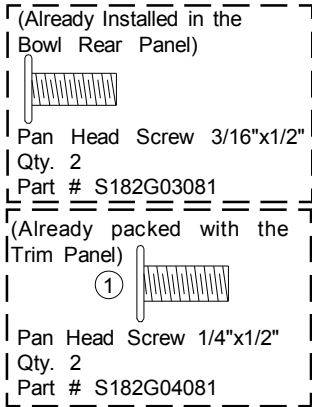 (Already Installed in the
Bowl Rear Panel)
Pan Head Screw 3/16"x1/2"
Qty. 2
Part # S182G03081
(Already packed with the
Trim Panel)
1
Pan Head Screw 1/4"x1/2"
Qty. 2
Part # S182G04081